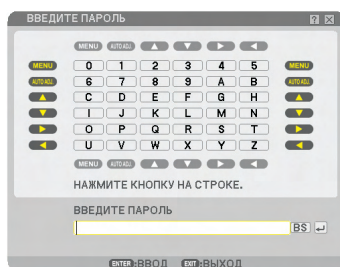 ВВЕДИТЕ ПАРОЛЬ
MENU AUTO ADJ.
MENU 0 1 2 3 4 5 MENU
AUTO ADJ. 6 7 8 9 A B AUTO ADJ.
C D E F G H
I J K L M N
O P Q R S T
U V W X Y Z
MENU AUTO ADJ.
НАЖМИТЕ КНОПКУ НА СТРОКЕ.
ВВЕДИТЕ ПАРОЛЬ
BS
ENTER :ВВОД EXIT :ВЫХОД